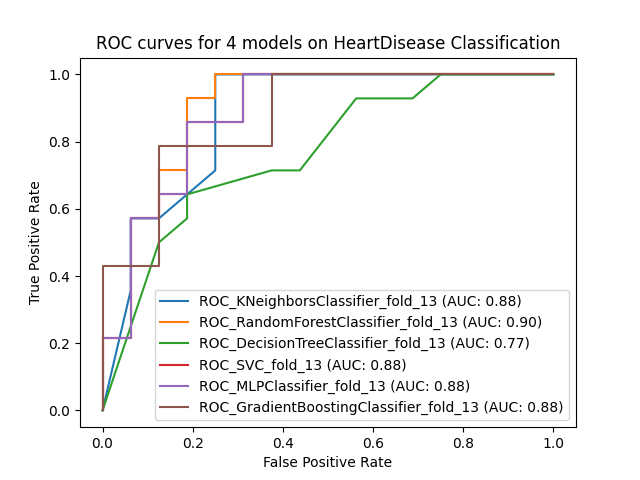 ROC curves for 4 models on HeartDisease Classification
True Positive Rate
1.0
0.8
0.6
0.4
0.2
0.0
ROC_KNeighborsClassifier_fold_13 (AUC: 0.88)
ROC_RandomForestClassifier_fold_13 (AUC: 0.90)
ROC_DecisionTreeClassifier_fold_13 (AUC: 0.77)
ROC_SVC_fold_13 (AUC: 0.88)
ROC_MLPClassifier_fold_13 (AUC: 0.88)
ROC_GradientBoostingClassifier_fold_13 (AUC: 0.88)
0.0 0.2 0.4 0.6 0.8 1.0
False Positive Rate